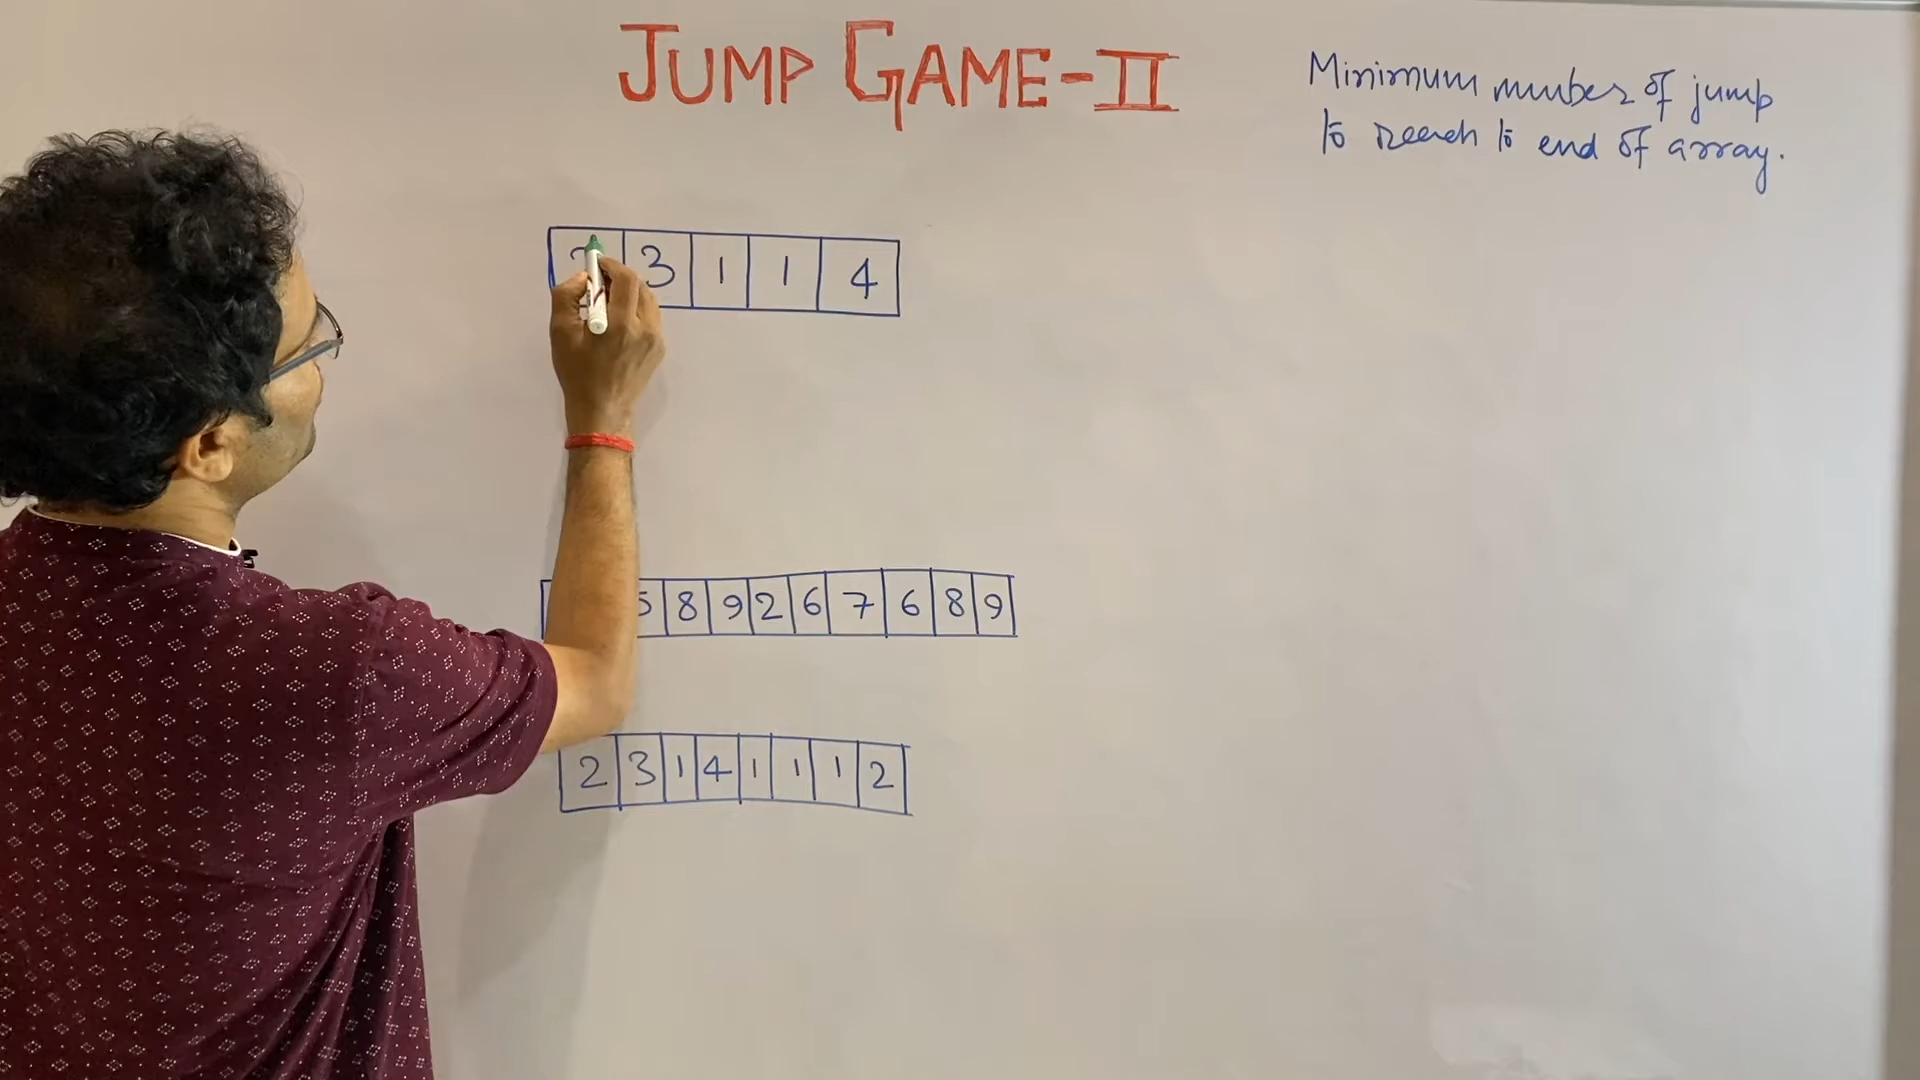 JUMP GAME-II
Minimum number of jump
to reach to end of array.
3 1 1 4
8 9 2 6 7 6 8 9
2 3 1 4 1 1 1 2